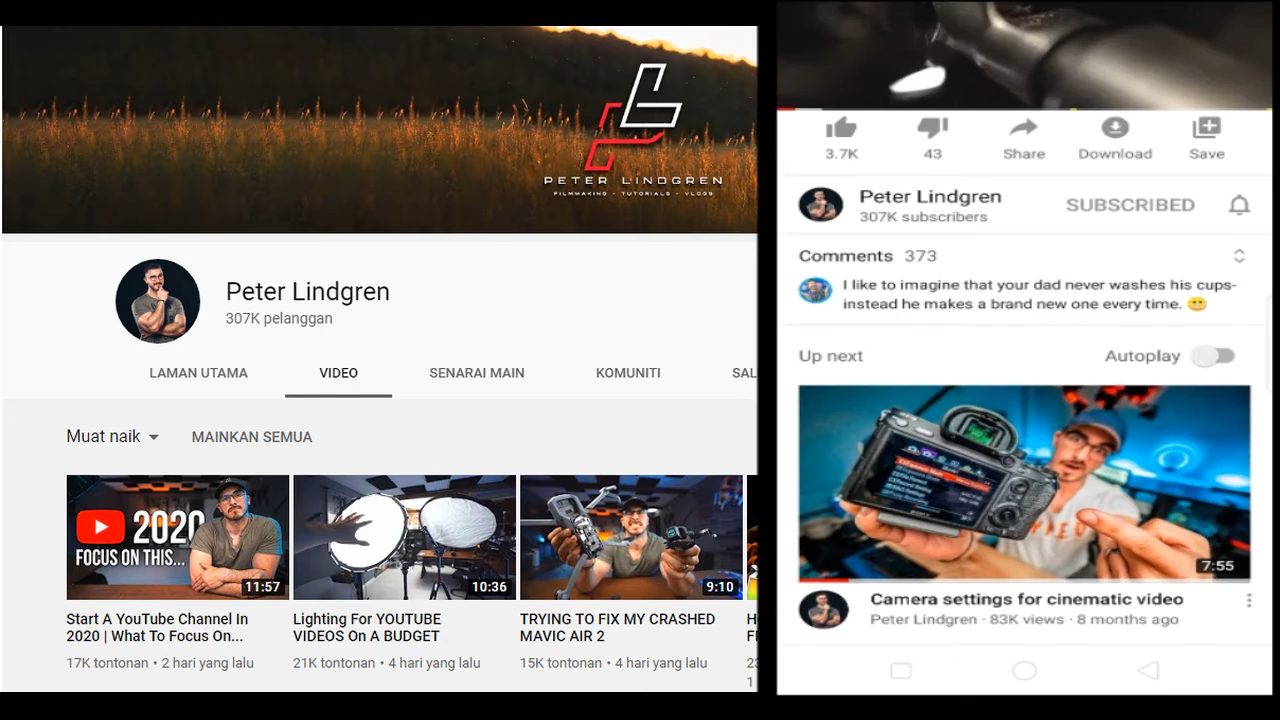 PETER LINDGREN
FILMMAKING - TUTORIALS - VLOGS
Peter Lindgren
307K pelanggan
LAMAN UTAMA VIDEO SENARAI MAIN KOMUNITI SAL
Muat naik MAINKAN SEMUA
2020
FOCUS ON THIS...
11:57
10:36
9:10
Start A YouTube Channel In
2020 | What To Focus On...
17K tontonan • 2 hari yang lalu
Lighting For YOUTUBE
VIDEOS On A BUDGET
21K tontonan • 4 hari yang lalu
TRYING TO FIX MY CRASHED
MAVIC AIR 2
15K tontonan • 4 hari yang lalu
3.7K 43 Share Download Save
Peter Lindgren
307K subscribers
SUBSCRIBED
Comments 373
I like to imagine that your dad never washes his cups-
instead he makes a brand new one every time. 😬
Up next Autoplay
7:55
Camera settings for cinematic video
Peter Lindgren · 83K views · 8 months ago